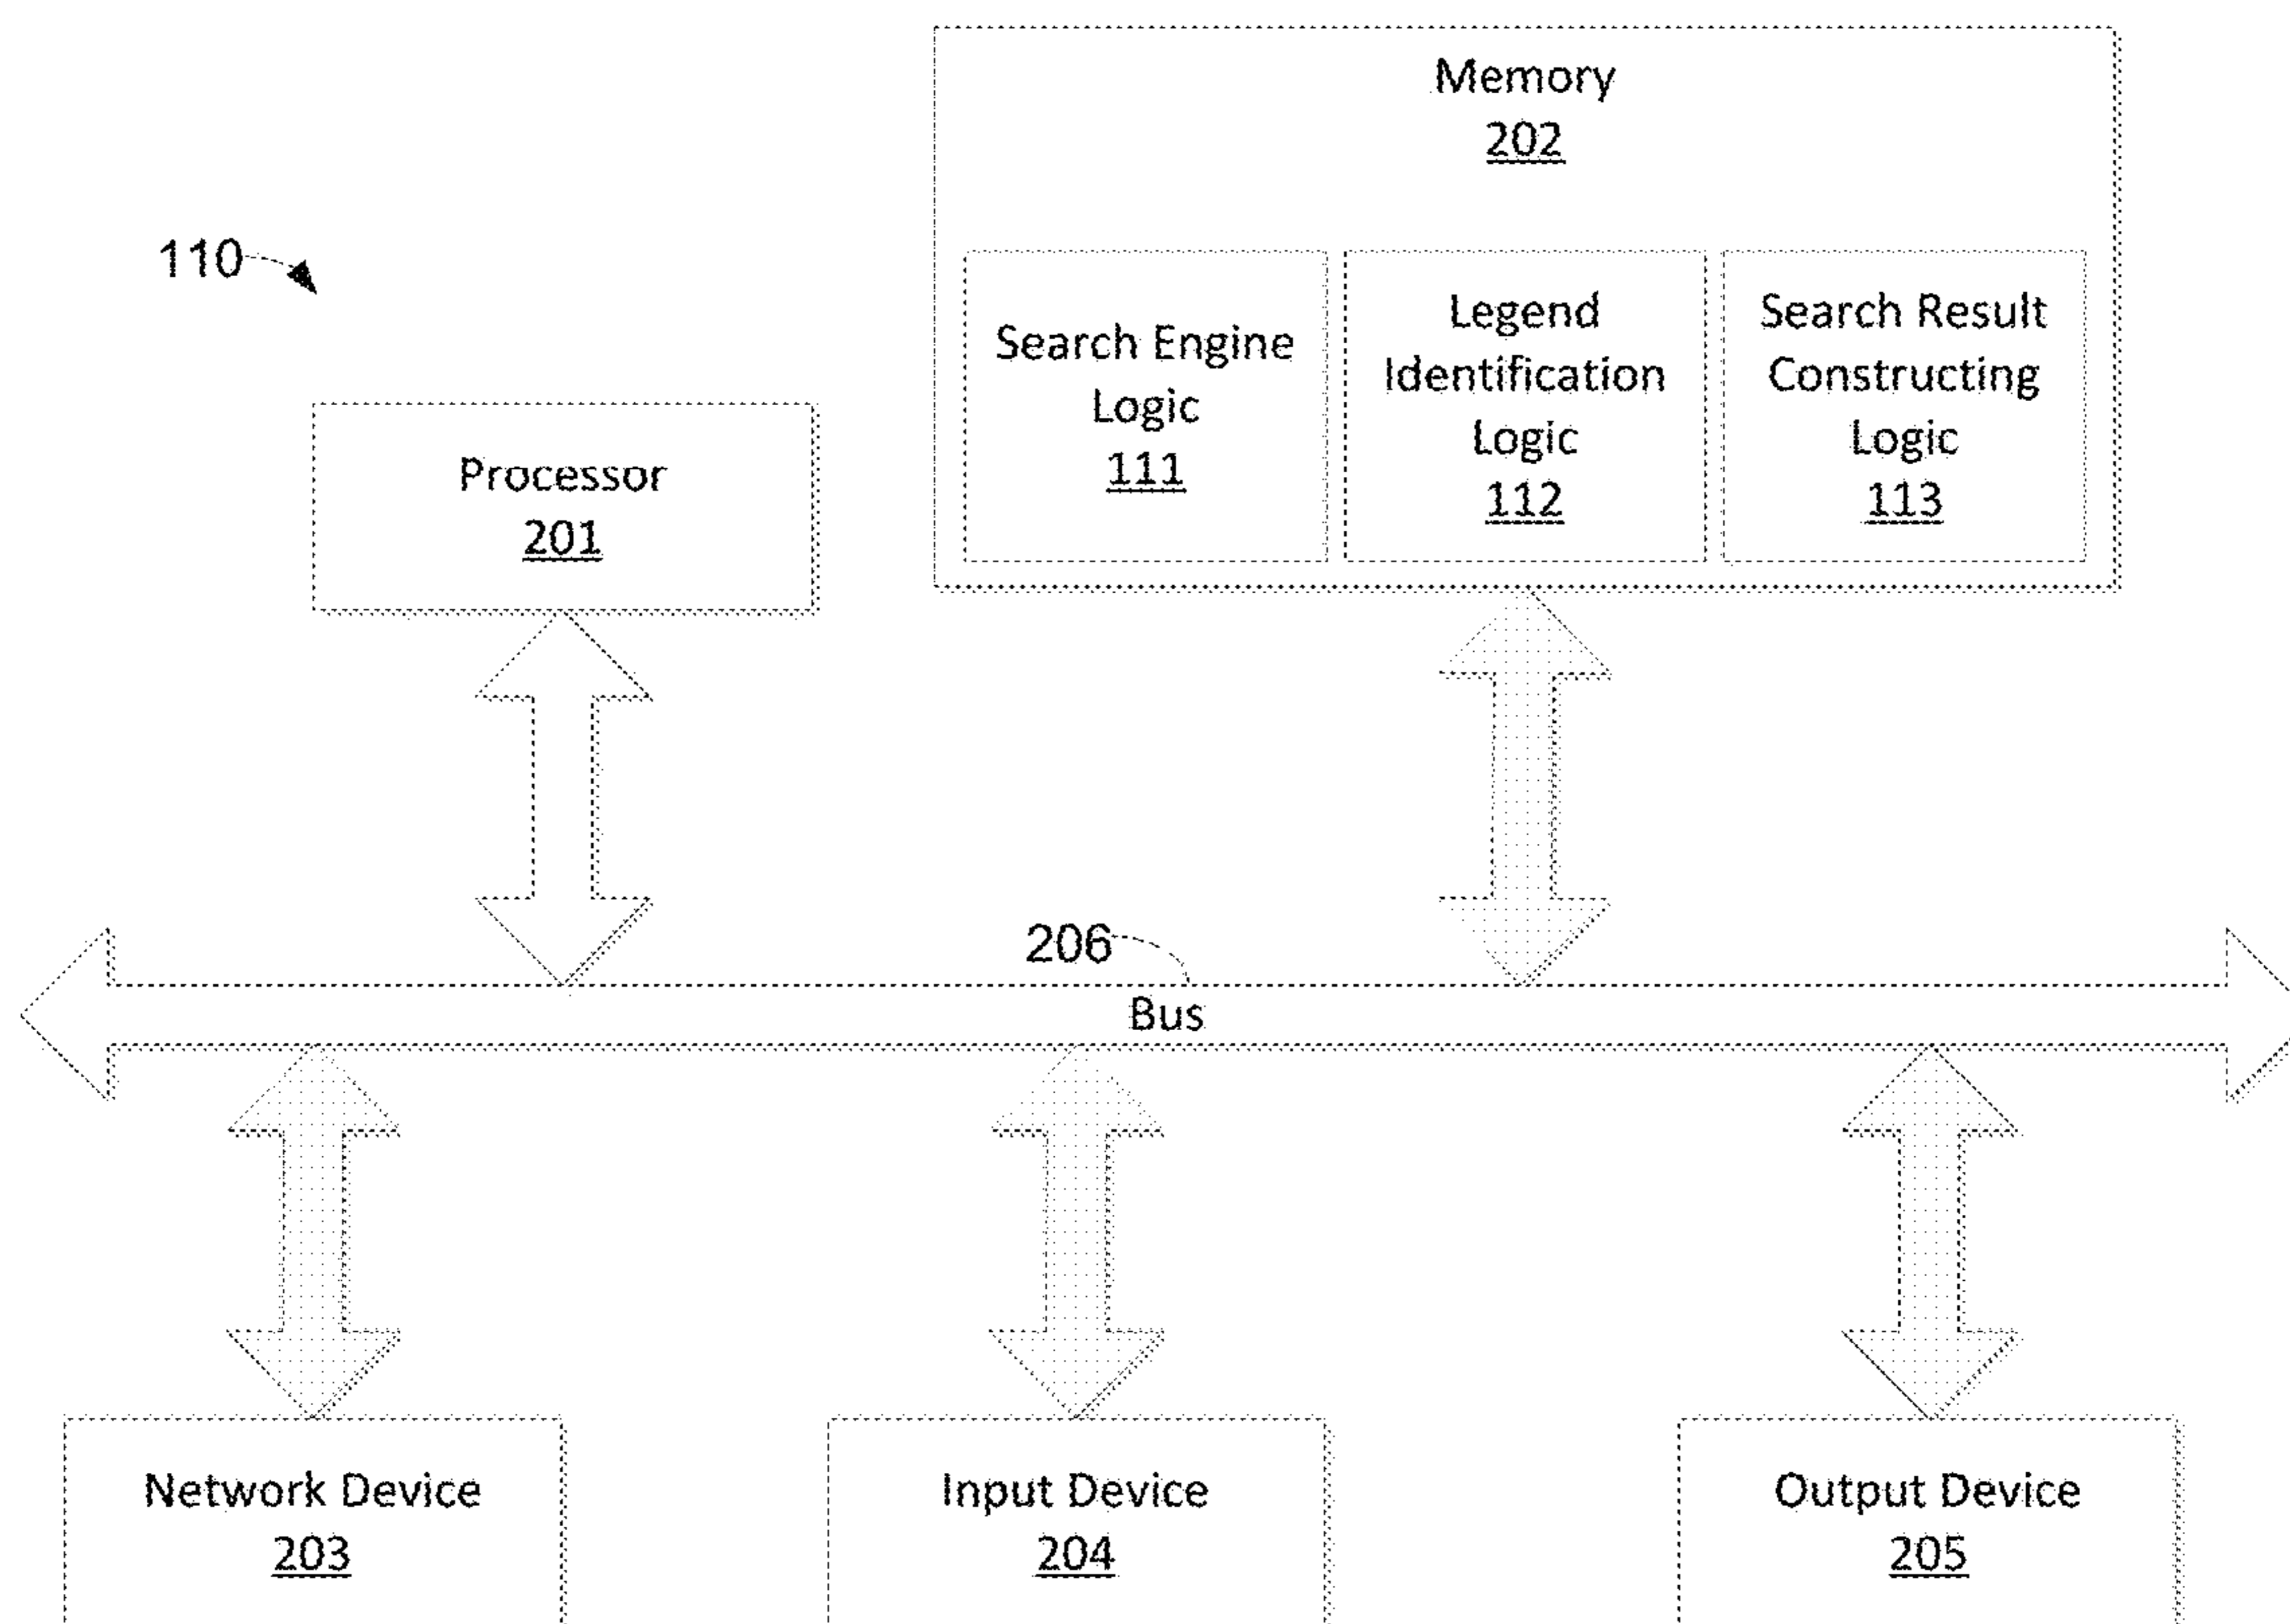 Memory
202
110
Search Engine
Logic
111
Legend
Identification
Logic
112
Search Result
Constructing
Logic
113
Processor
201
206
Bus
Network Device
203
Input Device
204
Output Device
205